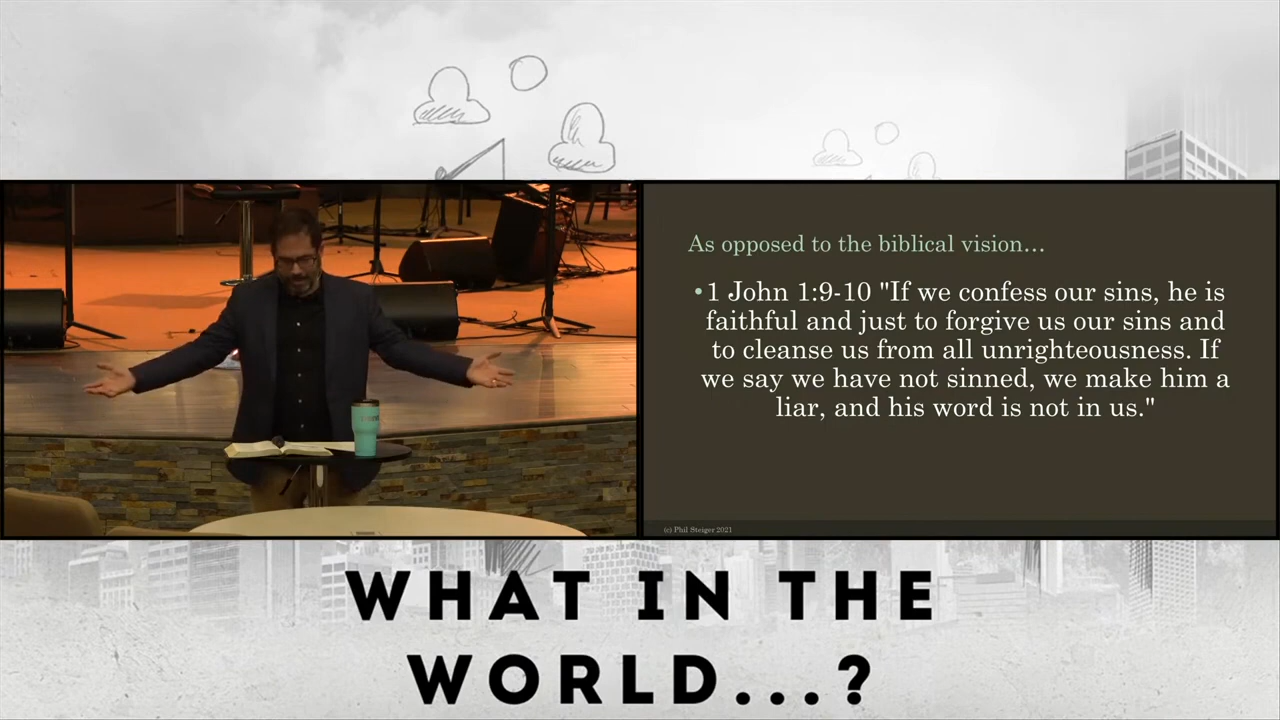 As opposed to the biblical vision…
•1 John 1:9-10 "If we confess our sins, he is
faithful and just to forgive us our sins and
to cleanse us from all unrighteousness. If
we say we have not sinned, we make him a
liar, and his word is not in us."
(c) Phil Steiger 2021
WHAT IN THE
WORLD...?